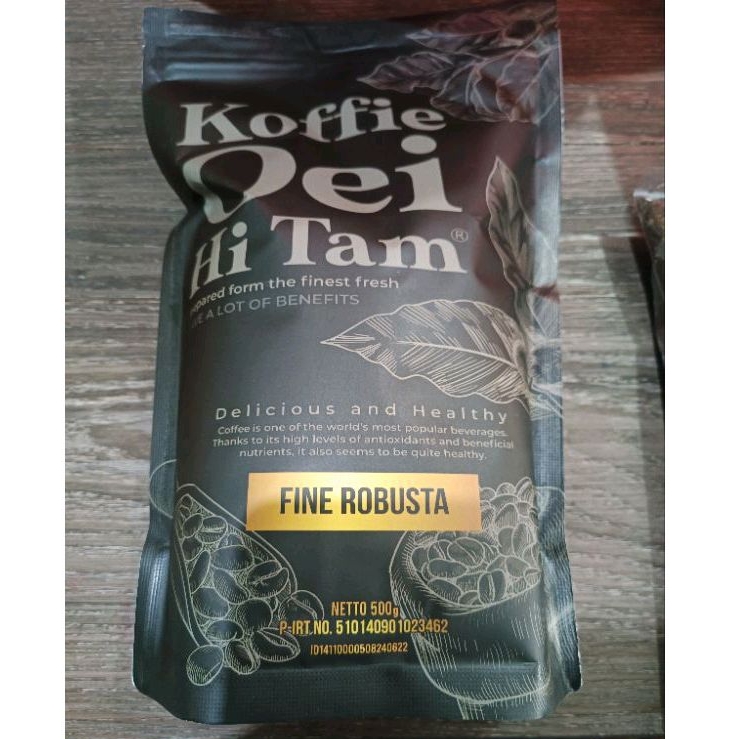 Koffie
Oei
Hi Tam®
form the finest fresh
A LOT OF BENEFITS
Delicious and Healthy
Coffee is one of the world's most popular beverages.
Thanks to its high levels of antioxidants and beneficial
nutrients, it also seems to be quite healthy.
FINE ROBUSTA
NETTO 500g
P-IRT.NO. 510140901023462
ID14110000508240622